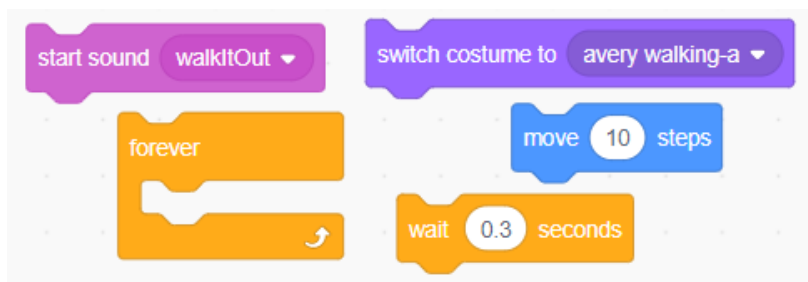 start sound walkItOut
switch costume to avery walking-a
forever
move 10 steps
wait 0.3 seconds